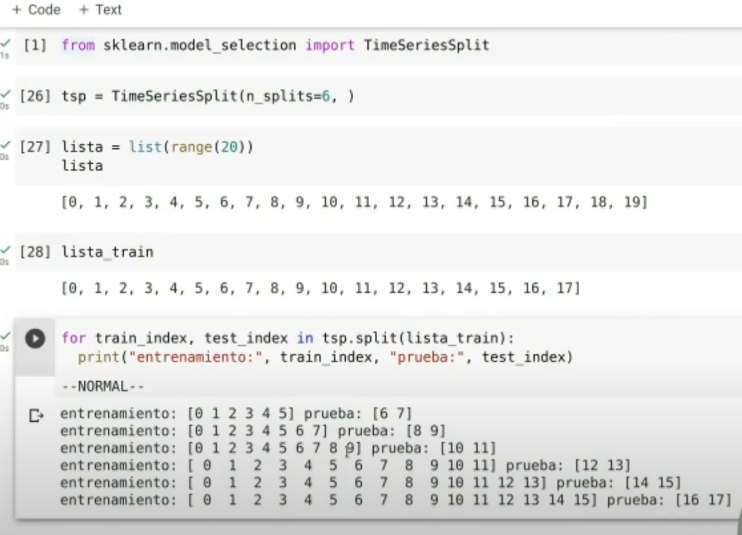 + Code + Text
1s
[1] from sklearn.model_selection import TimeSeriesSplit
0s
[26] tsp = TimeSeriesSplit(n_splits=6, )
0s
[27] lista = list(range(20))
lista
[0, 1, 2, 3, 4, 5, 6, 7, 8, 9, 10, 11, 12, 13, 14, 15, 16, 17, 18, 19]
0s
[28] lista_train
[0, 1, 2, 3, 4, 5, 6, 7, 8, 9, 10, 11, 12, 13, 14, 15, 16, 17]
0s
for train_index, test_index in tsp.split(lista_train):
print("entrenamiento:", train_index, "prueba:", test_index)
--NORMAL--
entrenamiento: [0 1 2 3 4 5] prueba: [6 7]
entrenamiento: [0 1 2 3 4 5 6 7] prueba: [8 9]
entrenamiento: [0 1 2 3 4 5 6 7 8 9] prueba: [10 11]
entrenamiento: [ 0 1 2 3 4 5 6 7 8 9 10 11] prueba: [12 13]
entrenamiento: [ 0 1 2 3 4 5 6 7 8 9 10 11 12 13] prueba: [14 15]
entrenamiento: [ 0 1 2 3 4 5 6 7 8 9 10 11 12 13 14 15] prueba: [16 17]